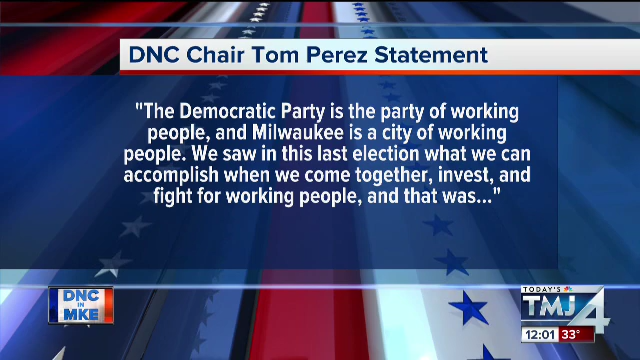 DNC Chair Tom Perez Statement
"The Democratic Party is the party of working
people, and Milwaukee is a city of working
people. We saw in this last election what we can
accomplish when we come together, invest, and
fight for working people, and that was..."
DNC
IN
MKE
TODAY'S
TMJ4
12:01 33°